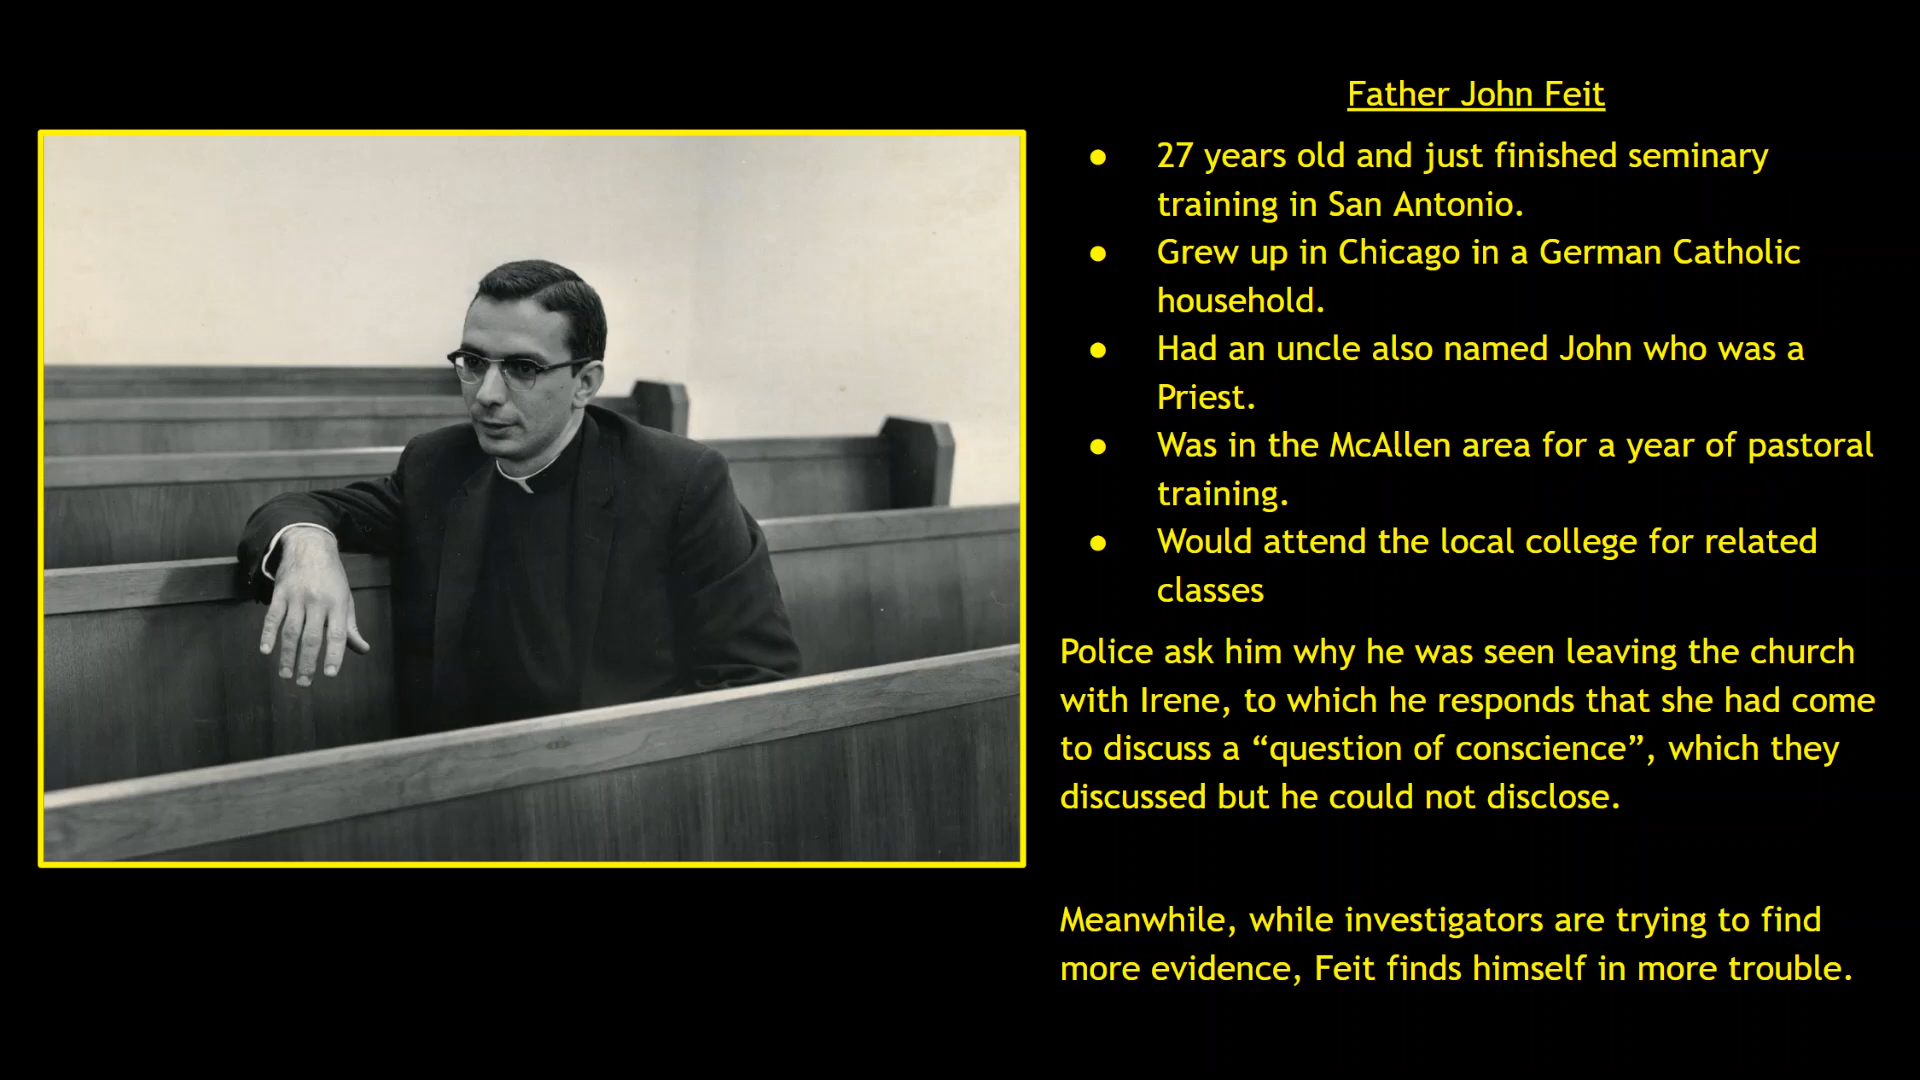 Father John Feit
● 27 years old and just finished seminary
training in San Antonio.
● Grew up in Chicago in a German Catholic
household.
● Had an uncle also named John who was a
Priest.
● Was in the McAllen area for a year of pastoral
training.
● Would attend the local college for related
classes
Police ask him why he was seen leaving the church
with Irene, to which he responds that she had come
to discuss a “question of conscience”, which they
discussed but he could not disclose.
Meanwhile, while investigators are trying to find
more evidence, Feit finds himself in more trouble.